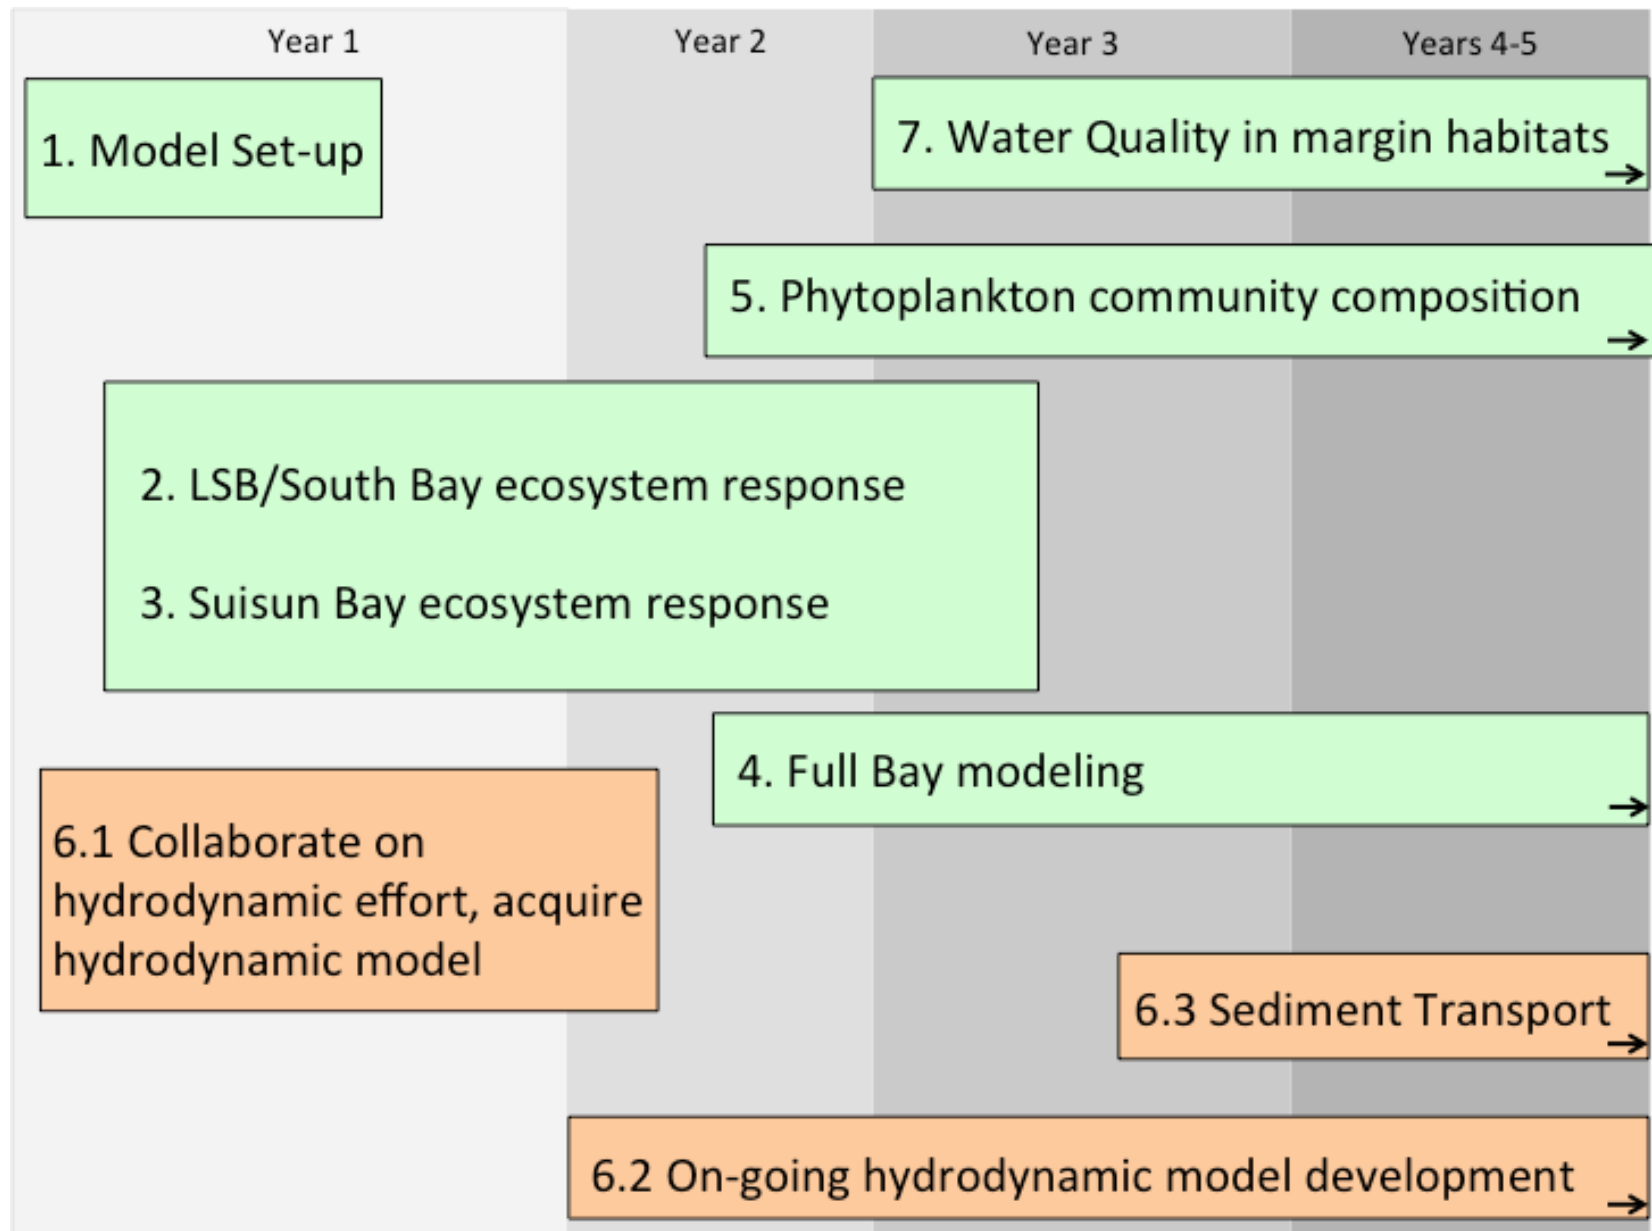 Year 1
Year 2
Year 3
Years 4-5
1. Model Set-up
7. Water Quality in margin habitats
5. Phytoplankton community composition
2. LSB/South Bay ecosystem response
3. Suisun Bay ecosystem response
4. Full Bay modeling
6.1 Collaborate on
hydrodynamic effort, acquire
hydrodynamic model
6.3 Sediment Transport
6.2 On-going hydrodynamic model development